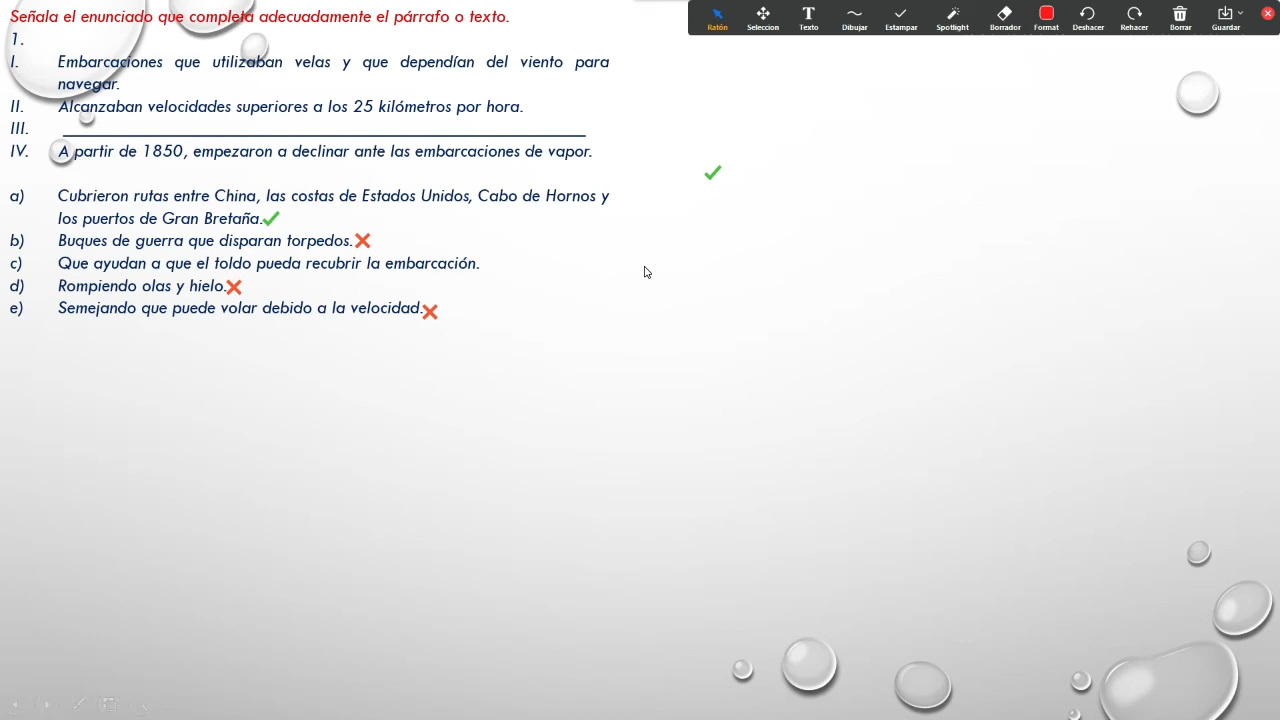 Señala el enunciado que completa adecuadamente el párrafo o texto.
1.
I. Embarcaciones que utilizaban velas y que dependían del viento para
navegar.
II. Alcanzaban velocidades superiores a los 25 kilómetros por hora.
III. ____________________
IV. A partir de 1850, empezaron a declinar ante las embarcaciones de vapor.
a) Cubrieron rutas entre China, las costas de Estados Unidos, Cabo de Hornos y
los puertos de Gran Bretaña.
b) Buques de guerra que disparan torpedos.
c) Que ayudan a que el toldo pueda recubrir la embarcación.
d) Rompiendo olas y hielo.
e) Semejando que puede volar debido a la velocidad.
Ratón Seleccion Texto Dibujar Estampar Spotlight Borrador Format Deshacer Rehacer Borrar Guardar